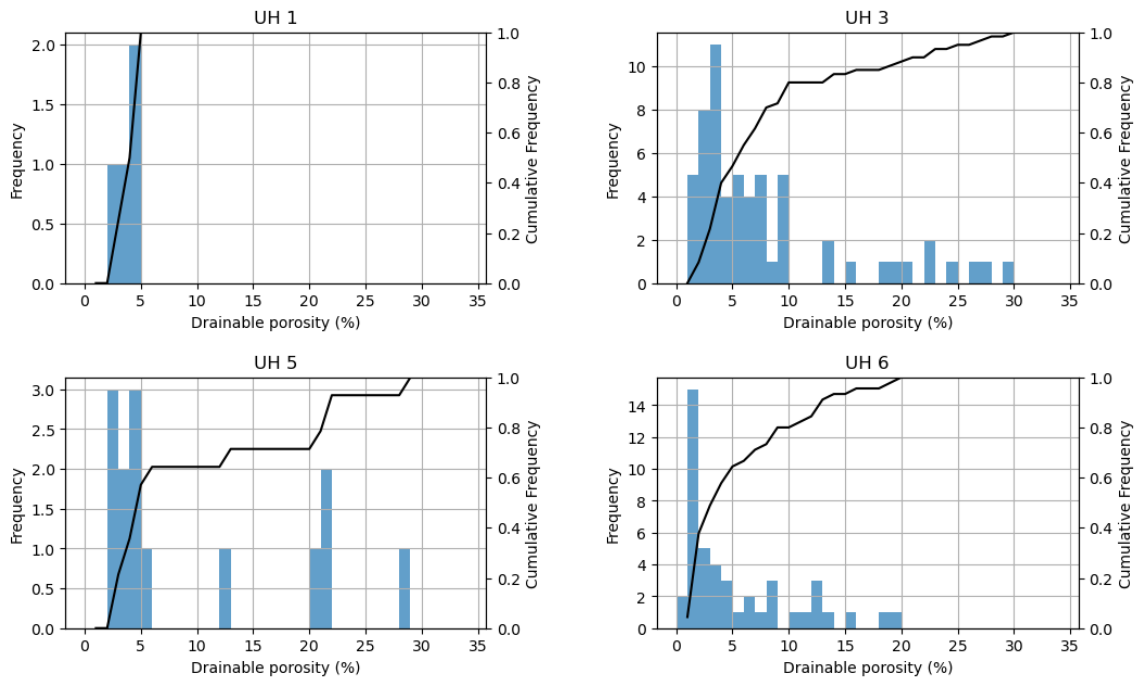 UH 1
2.0
1.5
1.0
0.5
0.0
Frequency
1.0
0.8
0.6
0.4
0.2
0.0
Cumulative Frequency
0 5 10 15 20 25 30 35
Drainable porosity (%)
UH 3
10
8
6
4
2
0
Frequency
1.0
0.8
0.6
0.4
0.2
0.0
Cumulative Frequency
0 5 10 15 20 25 30 35
Drainable porosity (%)
UH 5
3.0
2.5
2.0
1.5
1.0
0.5
0.0
Frequency
1.0
0.8
0.6
0.4
0.2
0.0
Cumulative Frequency
0 5 10 15 20 25 30 35
Drainable porosity (%)
UH 6
14
12
10
8
6
4
2
0
Frequency
1.0
0.8
0.6
0.4
0.2
0.0
Cumulative Frequency
0 5 10 15 20 25 30 35
Drainable porosity (%)